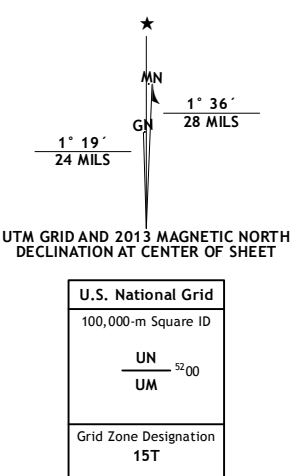 ★
MN
1° 36´
GN
28 MILS
1° 19´
24 MILS
UTM GRID AND 2013 MAGNETIC NORTH
DECLINATION AT CENTER OF SHEET
U.S. National Grid
100,000-m Square ID
UN
5200
UM
Grid Zone Designation
15T